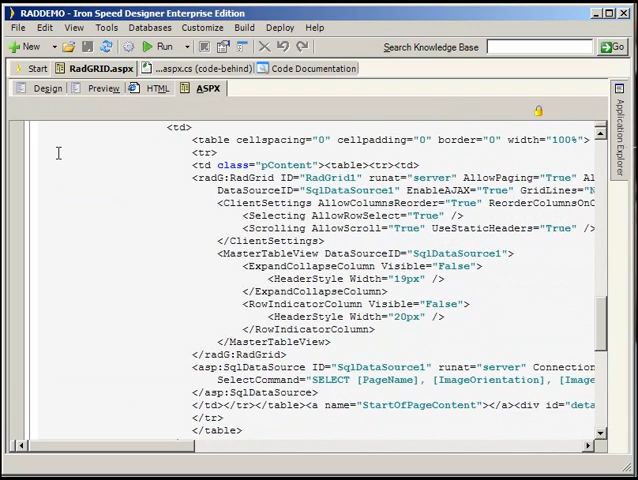 RADDEMO - Iron Speed Designer Enterprise Edition
File Edit View Tools Databases Customize Build Deploy Help
New Run Search Knowledge Base Go
Start RadGRID.aspx ...aspx.cs (code-behind) Code Documentation
Design Preview HTML ASPX
Application Explorer
<td>
<table cellspacing="0" cellpadding="0" border="0" width="100%">
<tr>
<td class="pContent"><table><tr><td>
<radG:RadGrid ID="RadGrid1" runat="server" AllowPaging="True" Al
DataSourceID="SqlDataSource1" EnableAJAX="True" GridLines="N
<ClientSettings AllowColumnsReorder="True" ReorderColumnsOnC
<Selecting AllowRowSelect="True" />
<Scrolling AllowScroll="True" UseStaticHeaders="True" />
</ClientSettings>
<MasterTableView DataSourceID="SqlDataSource1">
<ExpandCollapseColumn Visible="False">
<HeaderStyle Width="19px" />
</ExpandCollapseColumn>
<RowIndicatorColumn Visible="False">
<HeaderStyle Width="20px" />
</RowIndicatorColumn>
</MasterTableView>
</radG:RadGrid>
<asp:SqlDataSource ID="SqlDataSource1" runat="server" Connection
SelectCommand="SELECT [PageName], [ImageOrientation], [Image
</asp:SqlDataSource>
</td></tr></table><a name="StartOfPageContent"></a><div id="deta
</tr>
</table>